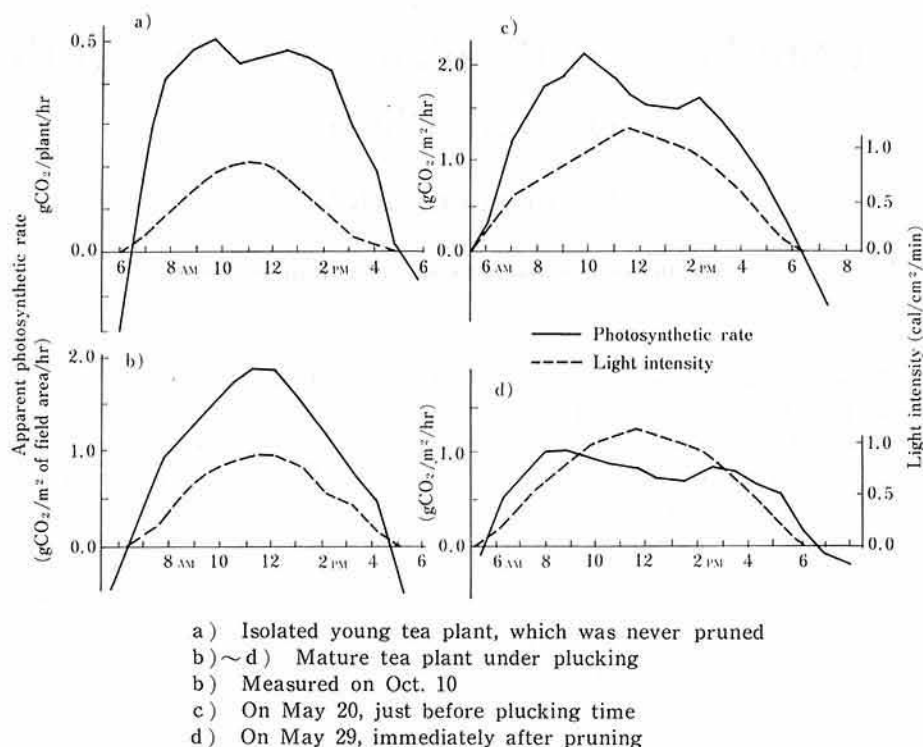 a)
0.5
gCO₂/plant/hr
0.0
6 8 AM 10 12 2 PM 4 6
c)
2.0
1.0
0.0
(gCO₂/m²/hr)
1.0
0.5
0.0
6 AM 8 10 12 2 PM 4 6 8
Apparent photosynthetic rate
(gCO₂/m² of field area/hr)
Light intensity (cal/cm²/min)
Photosynthetic rate
Light intensity
b)
2.0
1.0
0.0
8 AM 10 12 2 PM 4 6
d)
2.0
1.0
0.0
(gCO₂/m²/hr)
1.0
0.5
0.0
6 AM 8 10 12 2 PM 4 6
a) Isolated young tea plant, which was never pruned
b)~d) Mature tea plant under plucking
b) Measured on Oct. 10
c) On May 20, just before plucking time
d) On May 29, immediately after pruning